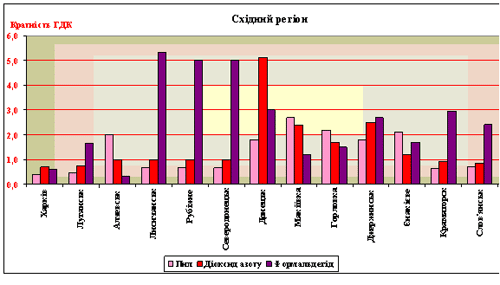 Східний регіон
Кратність ГДК
6,0
5,0
4,0
3,0
2,0
1,0
0,0
Харків
Луганськ
Алчевськ
Лисичанськ
Рубіжне
Сєверодонецьк
Донецьк
Макіївка
Горлівка
Дзержинськ
Єнакієве
Краматорськ
Слов'янськ
Пил
Діоксид азоту
Формальдегід